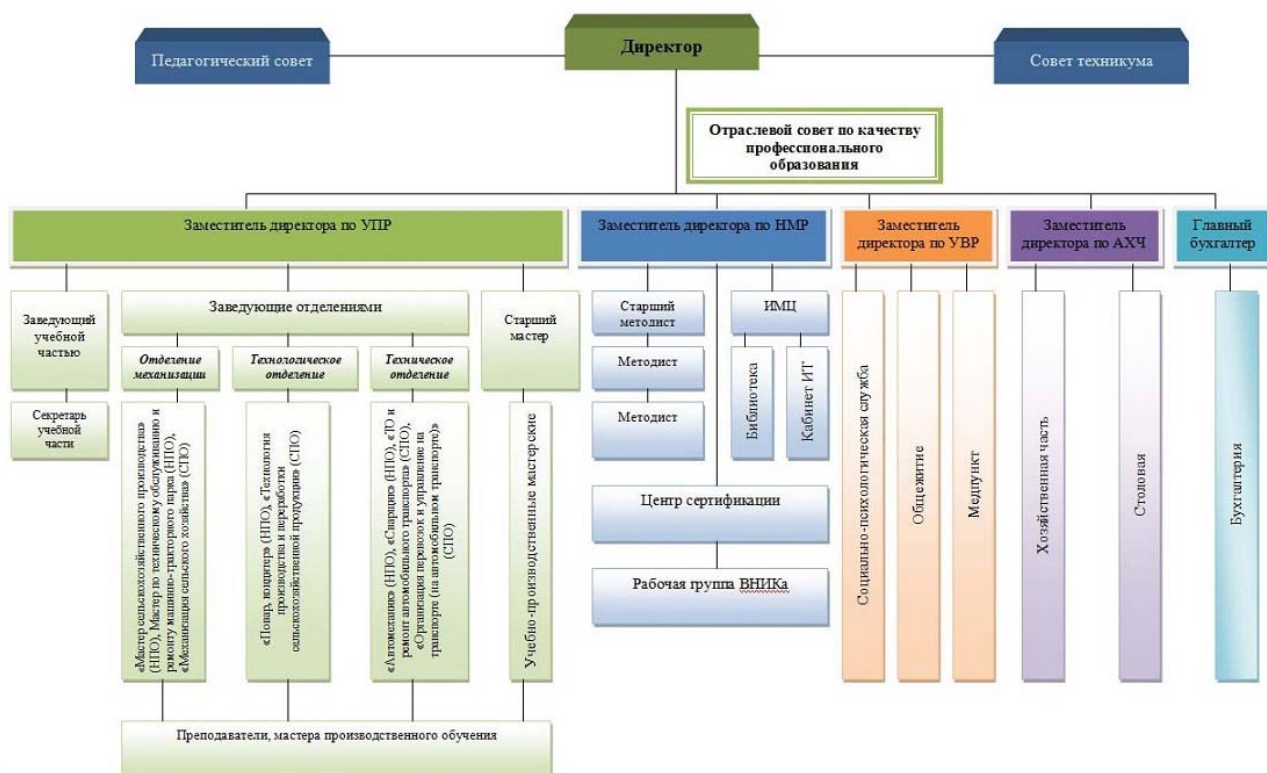 Директор
Педагогический совет
Совет техникума
Отраслевой совет по качеству
профессионального
образования
Заместитель директора по УПР
Заместитель директора по НМР
Заместитель
директора по УВР
Заместитель
директора по АХЧ
Главный
бухгалтер
Заведующий
учебной
частью
Секретарь
учебной
части
Заведующие отделениями
Отделение
механизации
Технологическое
отделение
Техническое
отделение
Старший
мастер
«Мастер сельскохозяйственного производства»
(НПО), Мастер по техническому обслуживанию и
ремонту машинно-тракторного парка (НПО),
«Механизация сельского хозяйства» (СПО)
«Повар, кондитер» (НПО), «Технология
производства и переработки
сельскохозяйственной продукции» (СПО)
«Автомеханик» (НПО), «Сварщик» (НПО), «ТО и
ремонт автомобильного транспорта» (СПО),
«Организация перевозок и управление на
транспорте (на автомобильном транспорте)»
(СПО)
Учебно-производственные мастерские
Преподаватели, мастера производственного обучения
Старший
методист
Методист
Методист
ИМЦ
Библиотека
Кабинет ИТ
Центр сертификации
Рабочая группа ВНИКа
Социально-психологическая служба
Общежитие
Медпункт
Хозяйственная часть
Столовая
Бухгалтерия